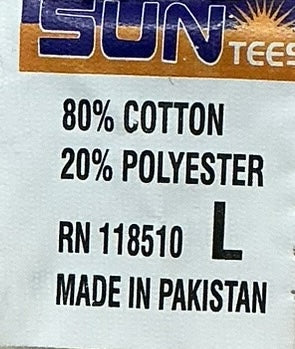 SUN TEES
80% COTTON
20% POLYESTER
RN 118510 L
MADE IN PAKISTAN